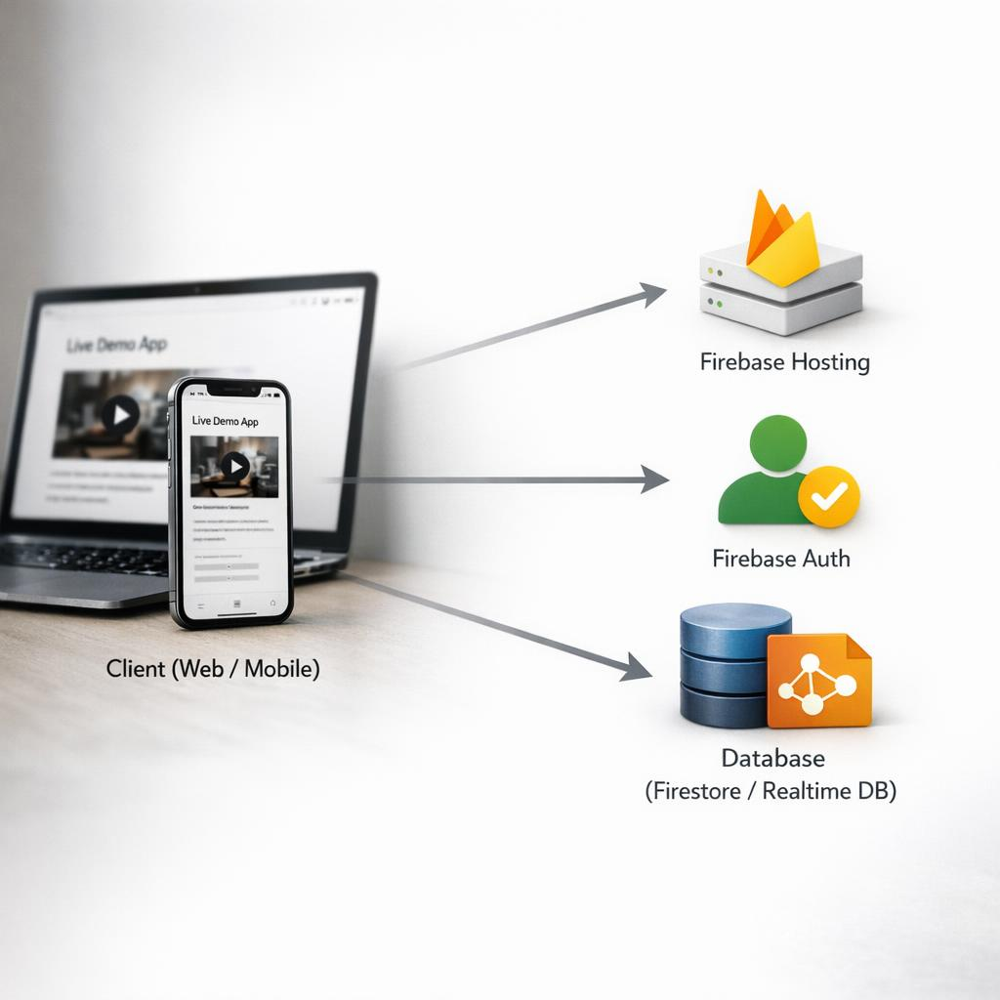 Live Demo App
Live Demo App
Client (Web / Mobile)
Firebase Hosting
Firebase Auth
Database
(Firestore / Realtime DB)